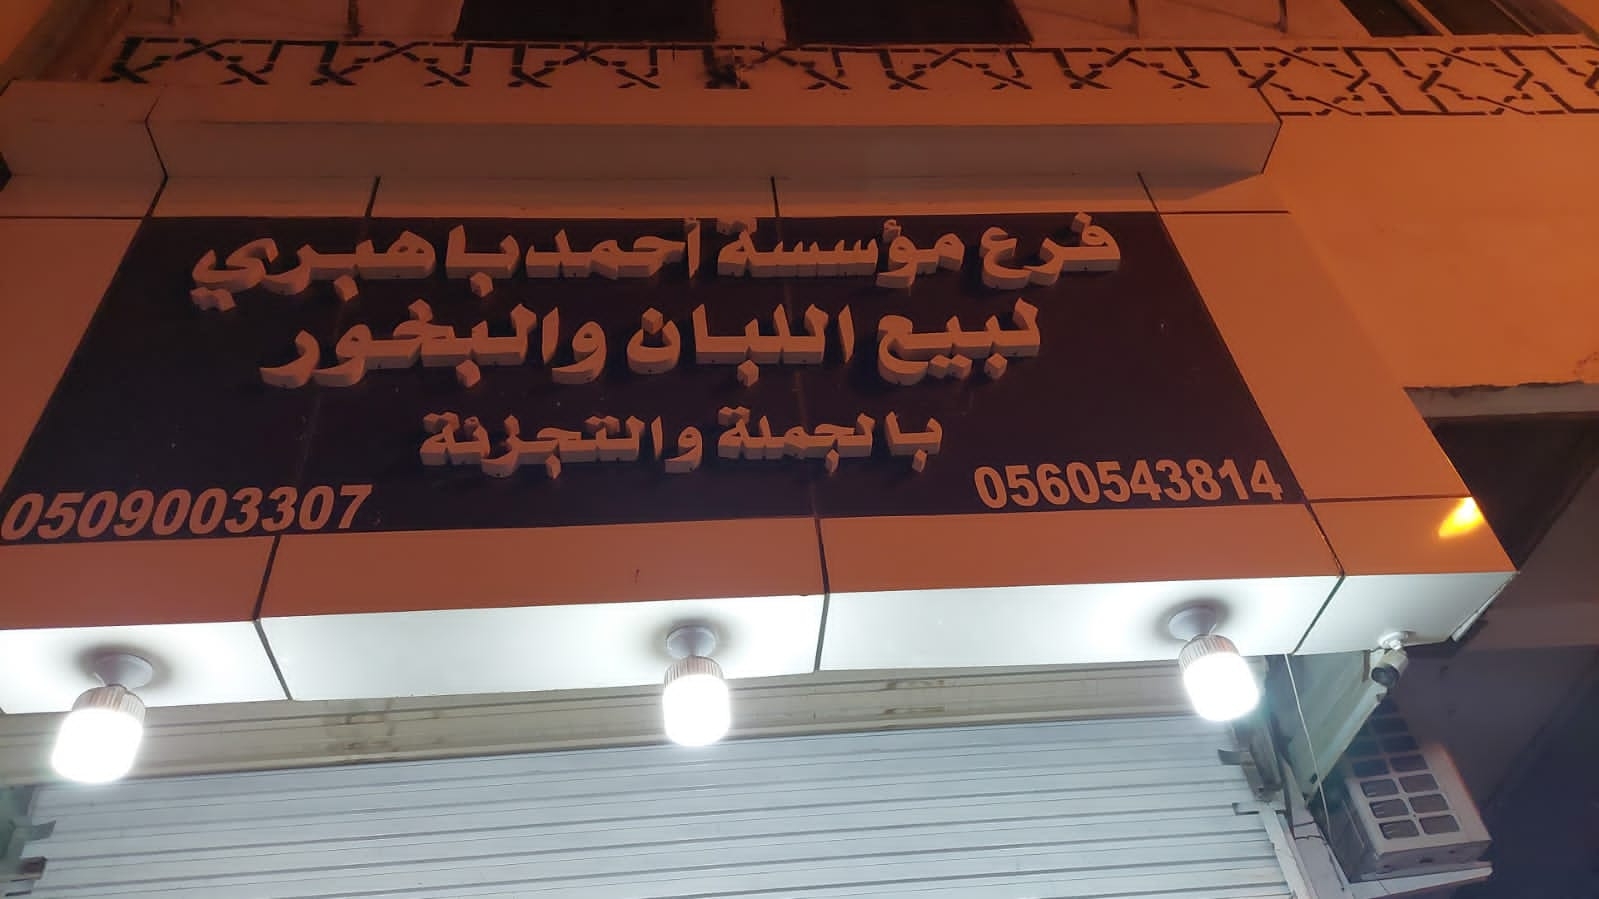 فرع مؤسسة أحمد باهبري
لبيع اللبان والبخور
بالجملة والتجزئة
0560543814
0509003307